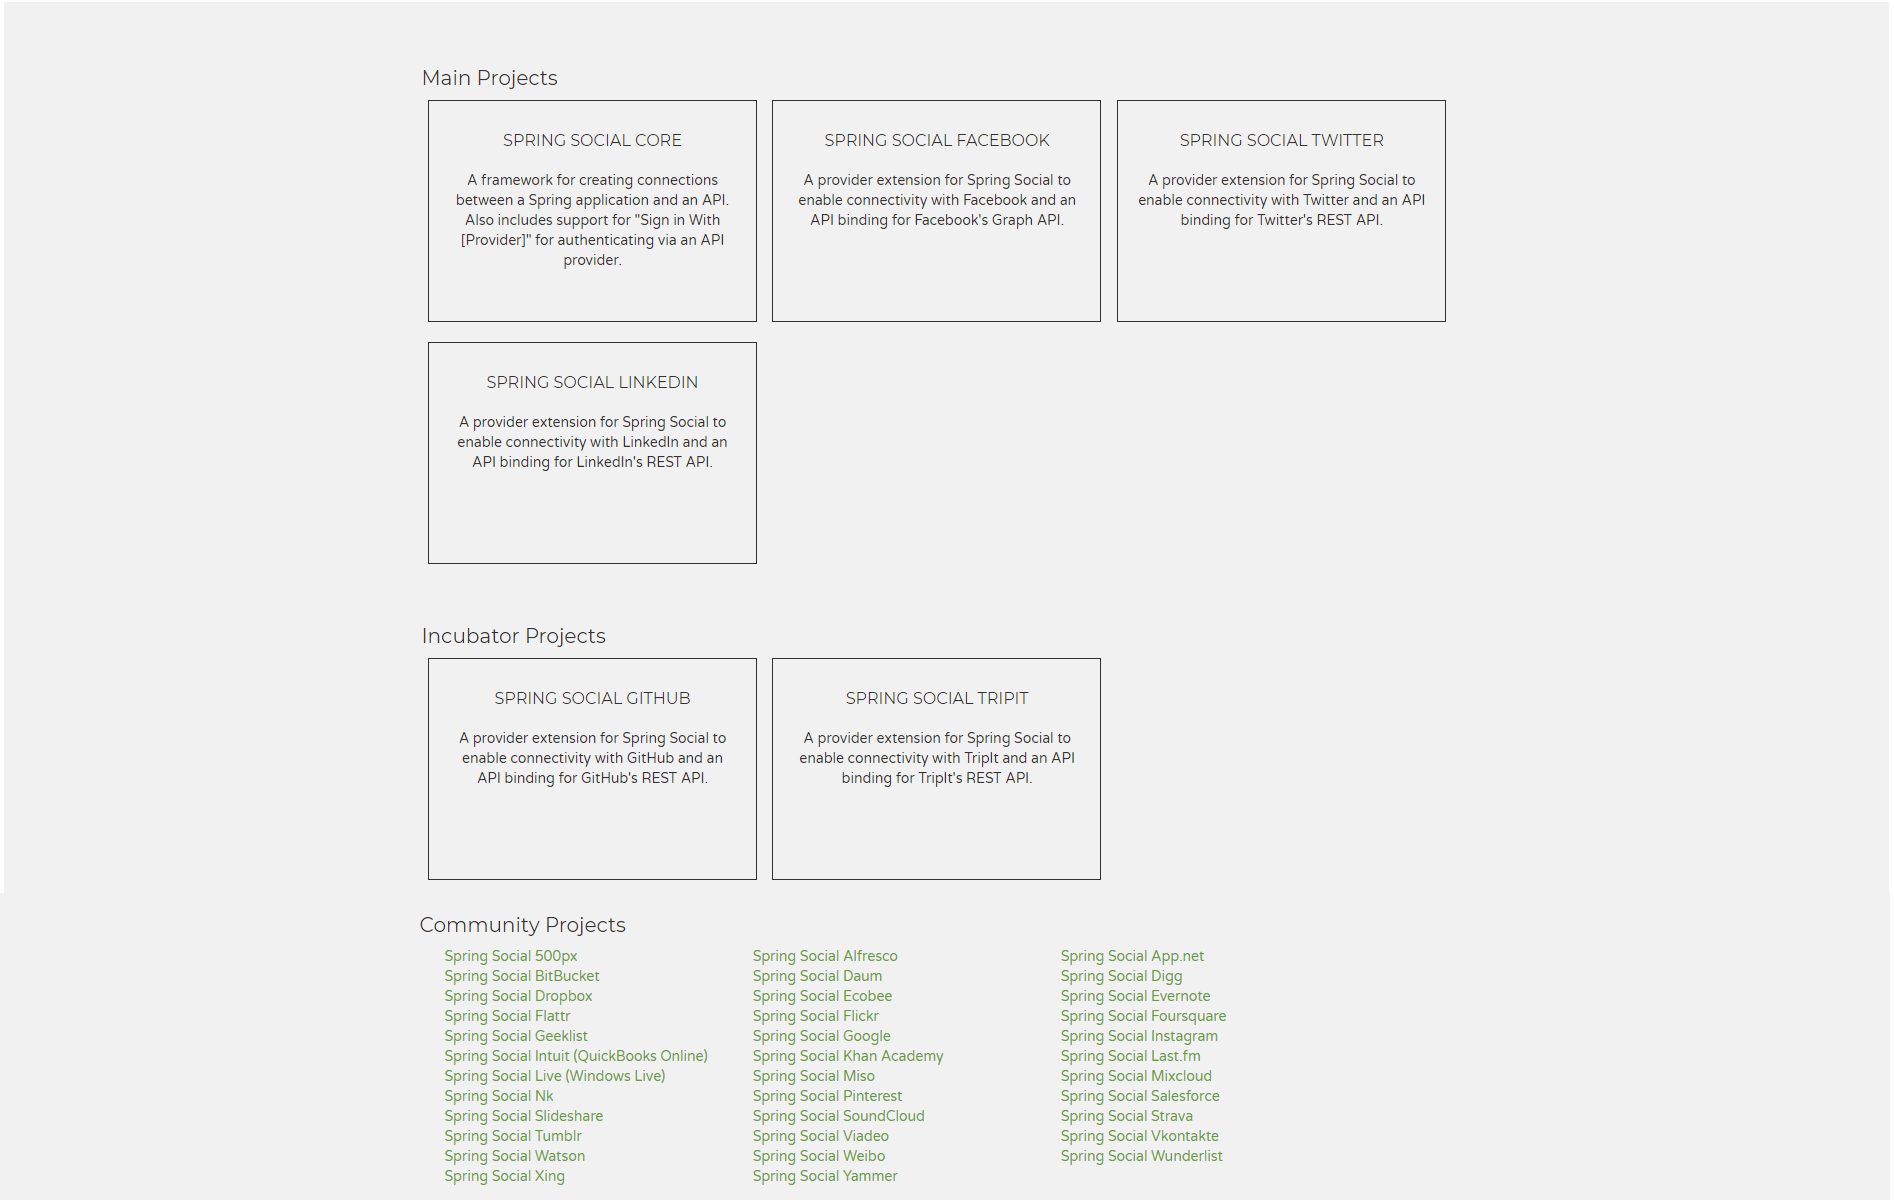 Main Projects
SPRING SOCIAL CORE
A framework for creating connections
between a Spring application and an API.
Also includes support for "Sign in With
[Provider]" for authenticating via an API
provider.
SPRING SOCIAL FACEBOOK
A provider extension for Spring Social to
enable connectivity with Facebook and an
API binding for Facebook's Graph API.
SPRING SOCIAL TWITTER
A provider extension for Spring Social to
enable connectivity with Twitter and an API
binding for Twitter's REST API.
SPRING SOCIAL LINKEDIN
A provider extension for Spring Social to
enable connectivity with LinkedIn and an
API binding for LinkedIn's REST API.
Incubator Projects
SPRING SOCIAL GITHUB
A provider extension for Spring Social to
enable connectivity with GitHub and an
API binding for GitHub's REST API.
SPRING SOCIAL TRIPIT
A provider extension for Spring Social to
enable connectivity with TripIt and an API
binding for TripIt's REST API.
Community Projects
Spring Social 500px
Spring Social BitBucket
Spring Social Dropbox
Spring Social Flattr
Spring Social Geeklist
Spring Social Intuit (QuickBooks Online)
Spring Social Live (Windows Live)
Spring Social Nk
Spring Social Slideshare
Spring Social Tumblr
Spring Social Watson
Spring Social Xing
Spring Social Alfresco
Spring Social Daum
Spring Social Ecobee
Spring Social Flickr
Spring Social Google
Spring Social Khan Academy
Spring Social Miso
Spring Social Pinterest
Spring Social SoundCloud
Spring Social Viadeo
Spring Social Weibo
Spring Social Yammer
Spring Social App.net
Spring Social Digg
Spring Social Evernote
Spring Social Foursquare
Spring Social Instagram
Spring Social Last.fm
Spring Social Mixcloud
Spring Social Salesforce
Spring Social Strava
Spring Social Vkontakte
Spring Social Wunderlist